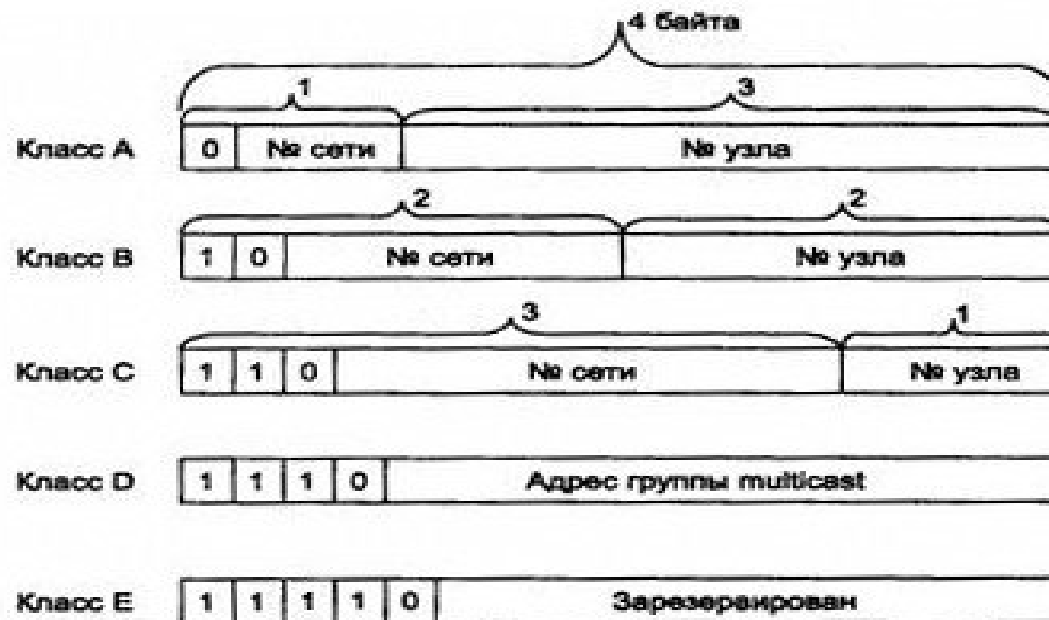 4 байта
1 3
Класс A 0 № сети № узла
2 2
Класс B 1 0 № сети № узла
3 1
Класс C 1 1 0 № сети № узла
Класс D 1 1 1 0 Адрес группы multicast
Класс E 1 1 1 1 0 Зарезервирован